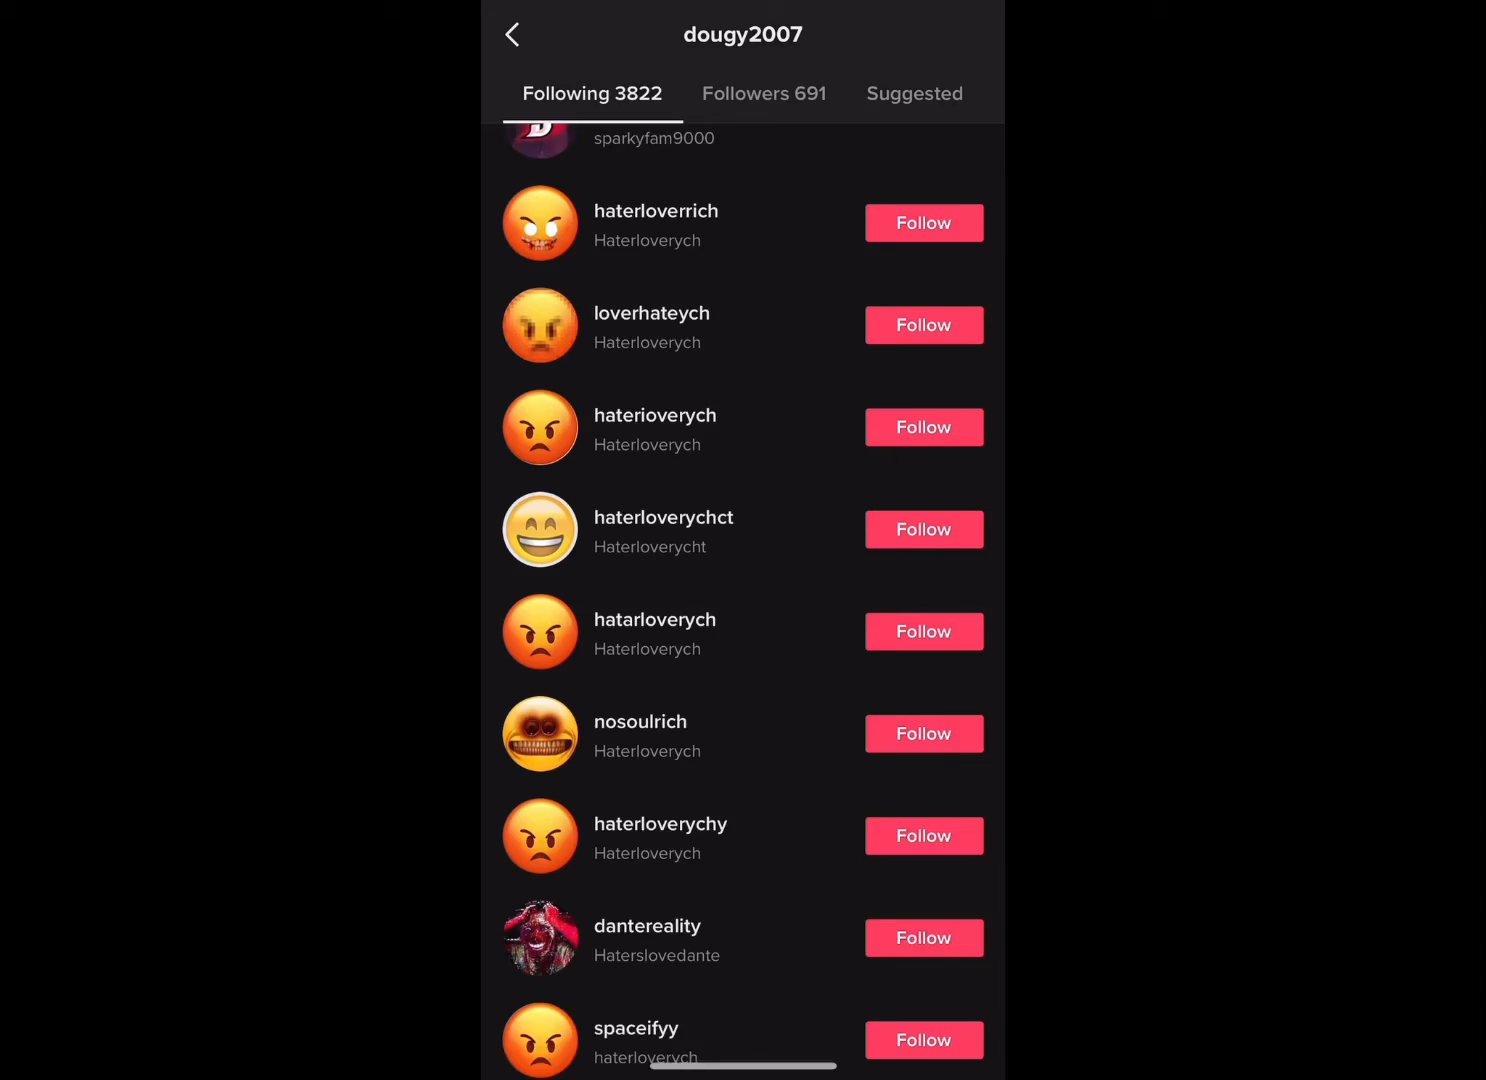 dougy2007
Following 3822
Followers 691
Suggested
sparkyfam9000
haterloverrich
Haterloverych
Follow
loverhateych
Haterloverych
Follow
haterioverych
Haterloverych
Follow
haterloverychct
Haterloverycht
Follow
hatarloverych
Haterloverych
Follow
nosoulrich
Haterloverych
Follow
haterloverychy
Haterloverych
Follow
dantereality
Haterslovedante
Follow
spaceifyy
haterloverych
Follow